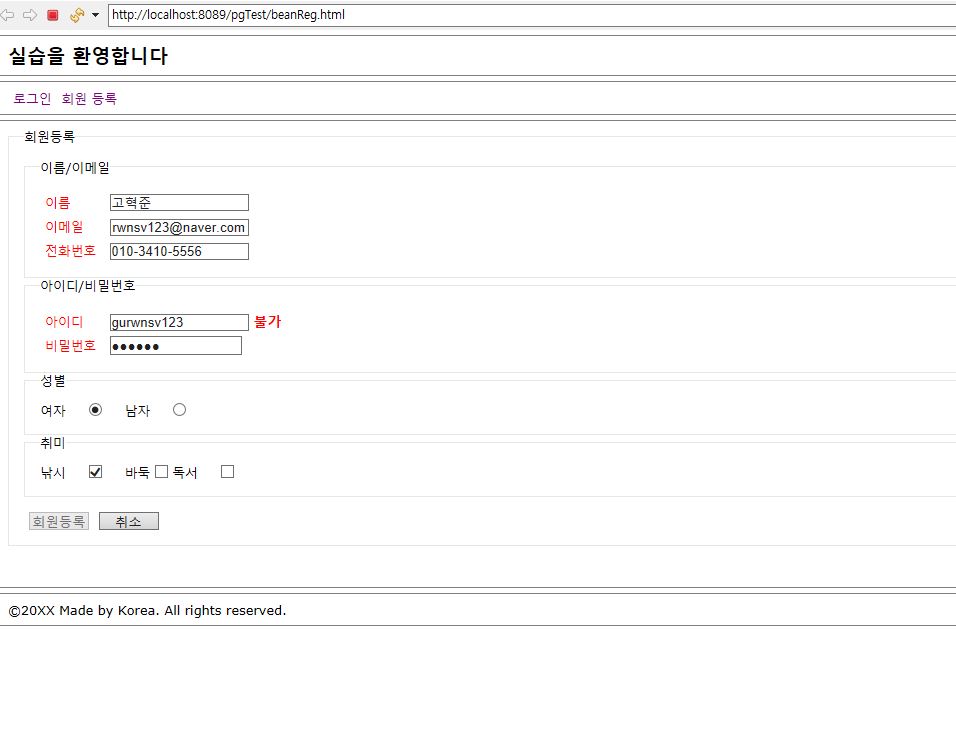 http://localhost:8089/pgTest/beanReg.html
실습을 환영합니다
로그인 회원 등록
회원등록
이름/이메일
이름 고혁준
이메일 rwnsv123@naver.com
전화번호 010-3410-5556
아이디/비밀번호
아이디 gurwnsv123 불가
비밀번호 ●●●●●●
성별
여자 남자
취미
낚시 바둑 독서
회원등록 취소
©20XX Made by Korea. All rights reserved.